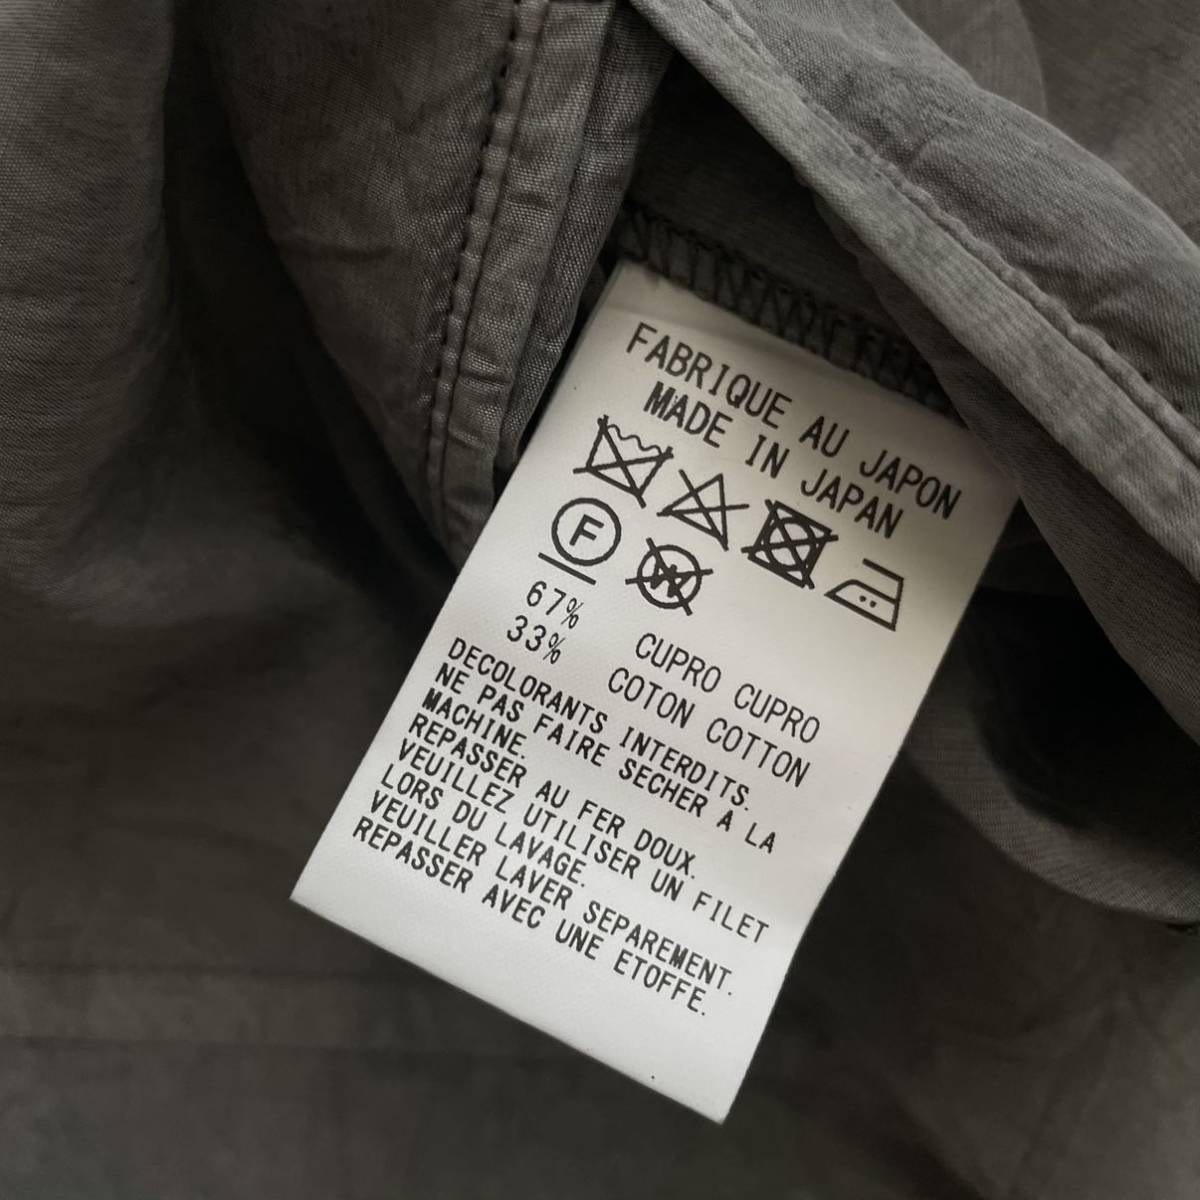 FABRIQUE AU JAPON
MADE IN JAPAN
F W
67% CUPRO CUPRO
33% COTON COTTON
DECOLORANTS INTERDITS.
NE PAS FAIRE SECHER A LA
MACHINE.
REPASSER AU FER DOUX.
VEUILLEZ UTILISER UN FILET
LORS DU LAVAGE.
VEUILLER LAVER SEPAREMENT.
REPASSER AVEC UNE ETOFFE.